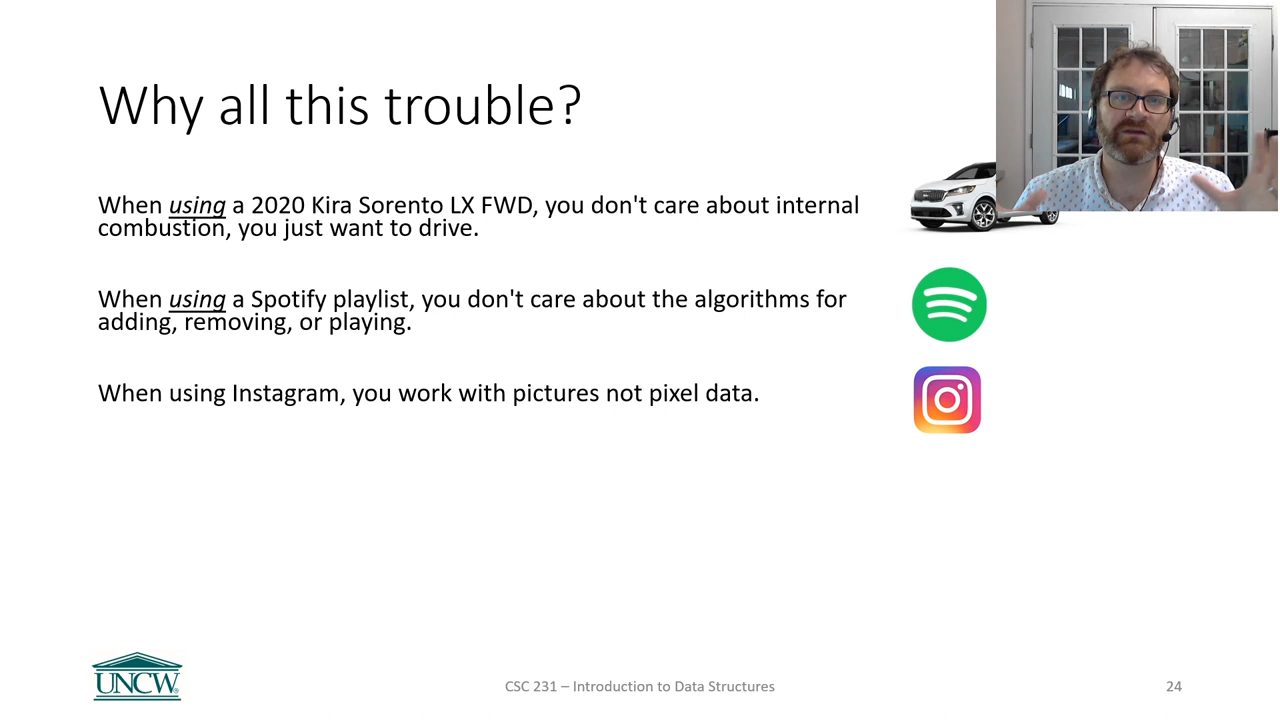 Why all this trouble?
When using a 2020 Kira Sorento LX FWD, you don't care about internal
combustion, you just want to drive.
When using a Spotify playlist, you don't care about the algorithms for
adding, removing, or playing.
When using Instagram, you work with pictures not pixel data.
UNCW
CSC 231 – Introduction to Data Structures
24